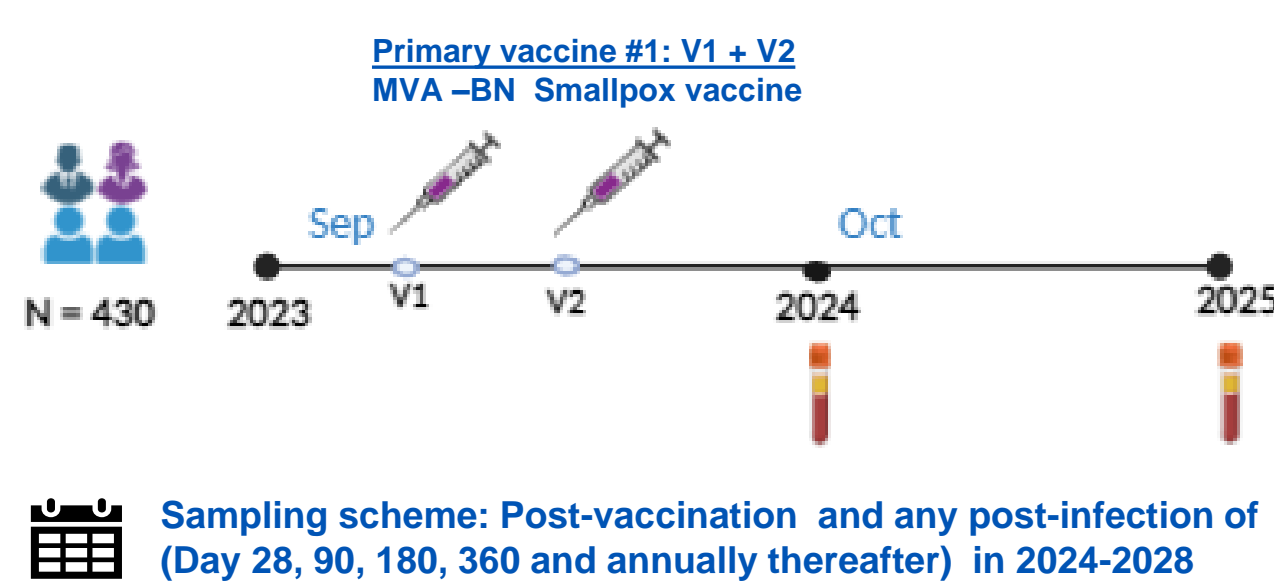 Primary vaccine #1: V1 + V2
MVA –BN Smallpox vaccine
Sep
Oct
V1
V2
N = 430
2023
2024
2025
Sampling scheme: Post-vaccination and any post-infection of
(Day 28, 90, 180, 360 and annually thereafter) in 2024-2028